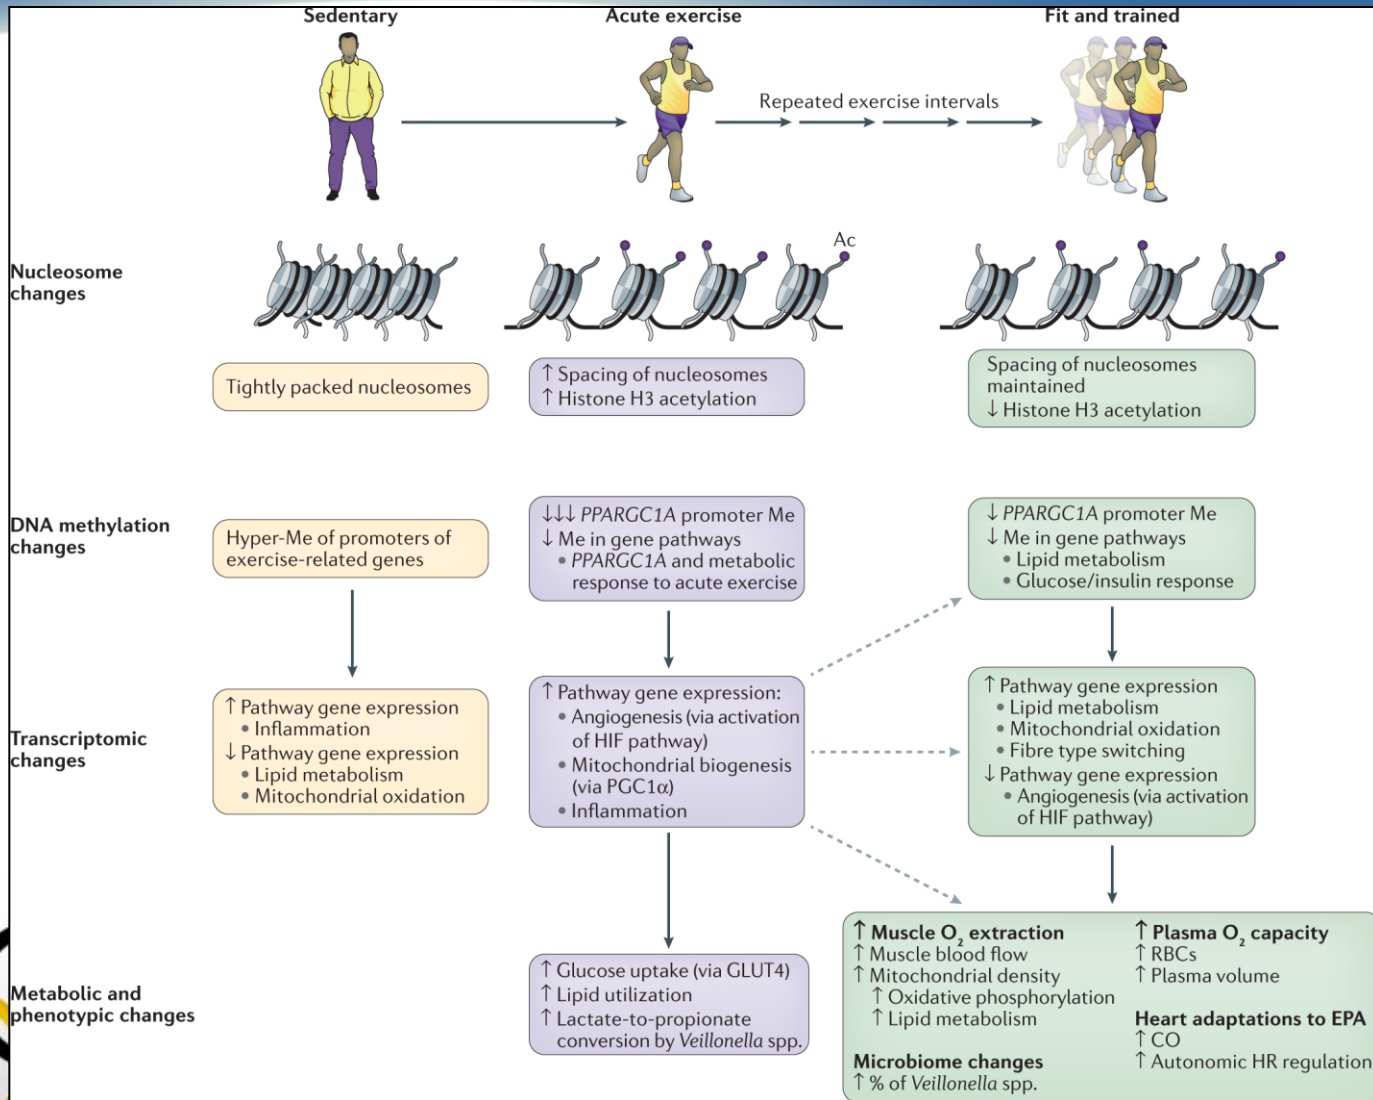 Sedentary
Acute exercise
Fit and trained
Repeated exercise intervals
Nucleosome
changes
Ac
Tightly packed nucleosomes
↑ Spacing of nucleosomes
↑ Histone H3 acetylation
Spacing of nucleosomes
maintained
↓ Histone H3 acetylation
DNA methylation
changes
Hyper-Me of promoters of
exercise-related genes
↓↓↓ PPARGC1A promoter Me
↓ Me in gene pathways
• PPARGC1A and metabolic
response to acute exercise
↓ PPARGC1A promoter Me
↓ Me in gene pathways
• Lipid metabolism
• Glucose/insulin response
Transcriptomic
changes
↑ Pathway gene expression
• Inflammation
↓ Pathway gene expression
• Lipid metabolism
• Mitochondrial oxidation
↑ Pathway gene expression:
• Angiogenesis (via activation
of HIF pathway)
• Mitochondrial biogenesis
(via PGC1α)
• Inflammation
↑ Pathway gene expression
• Lipid metabolism
• Mitochondrial oxidation
• Fibre type switching
↓ Pathway gene expression
• Angiogenesis (via activation
of HIF pathway)
Metabolic and
phenotypic changes
↑ Glucose uptake (via GLUT4)
↑ Lipid utilization
↑ Lactate-to-propionate
conversion by Veillonella spp.
↑ Muscle O₂ extraction
↑ Muscle blood flow
↑ Mitochondrial density
↑ Oxidative phosphorylation
↑ Lipid metabolism
Microbiome changes
↑ % of Veillonella spp.
↑ Plasma O₂ capacity
↑ RBCs
↑ Plasma volume
Heart adaptations to EPA
↑ CO
↑ Autonomic HR regulation